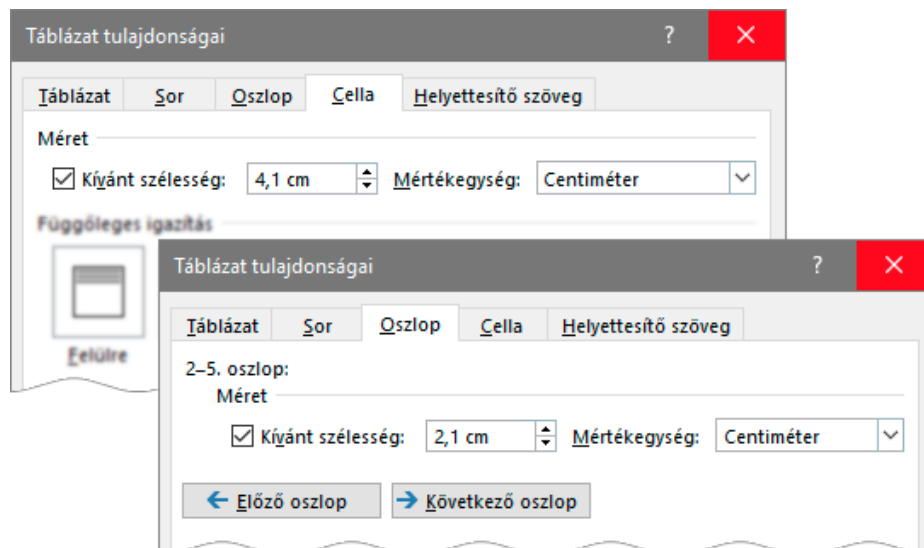 Táblázat tulajdonságai ?
Táblázat Sor Oszlop Cella Helyettesítő szöveg
Méret
Kívánt szélesség: 4,1 cm Mértékegység: Centiméter
Függőleges igazítás
Felülre
Táblázat tulajdonságai ?
Táblázat Sor Oszlop Cella Helyettesítő szöveg
2–5. oszlop:
Méret
Kívánt szélesség: 2,1 cm Mértékegység: Centiméter
Előző oszlop Következő oszlop